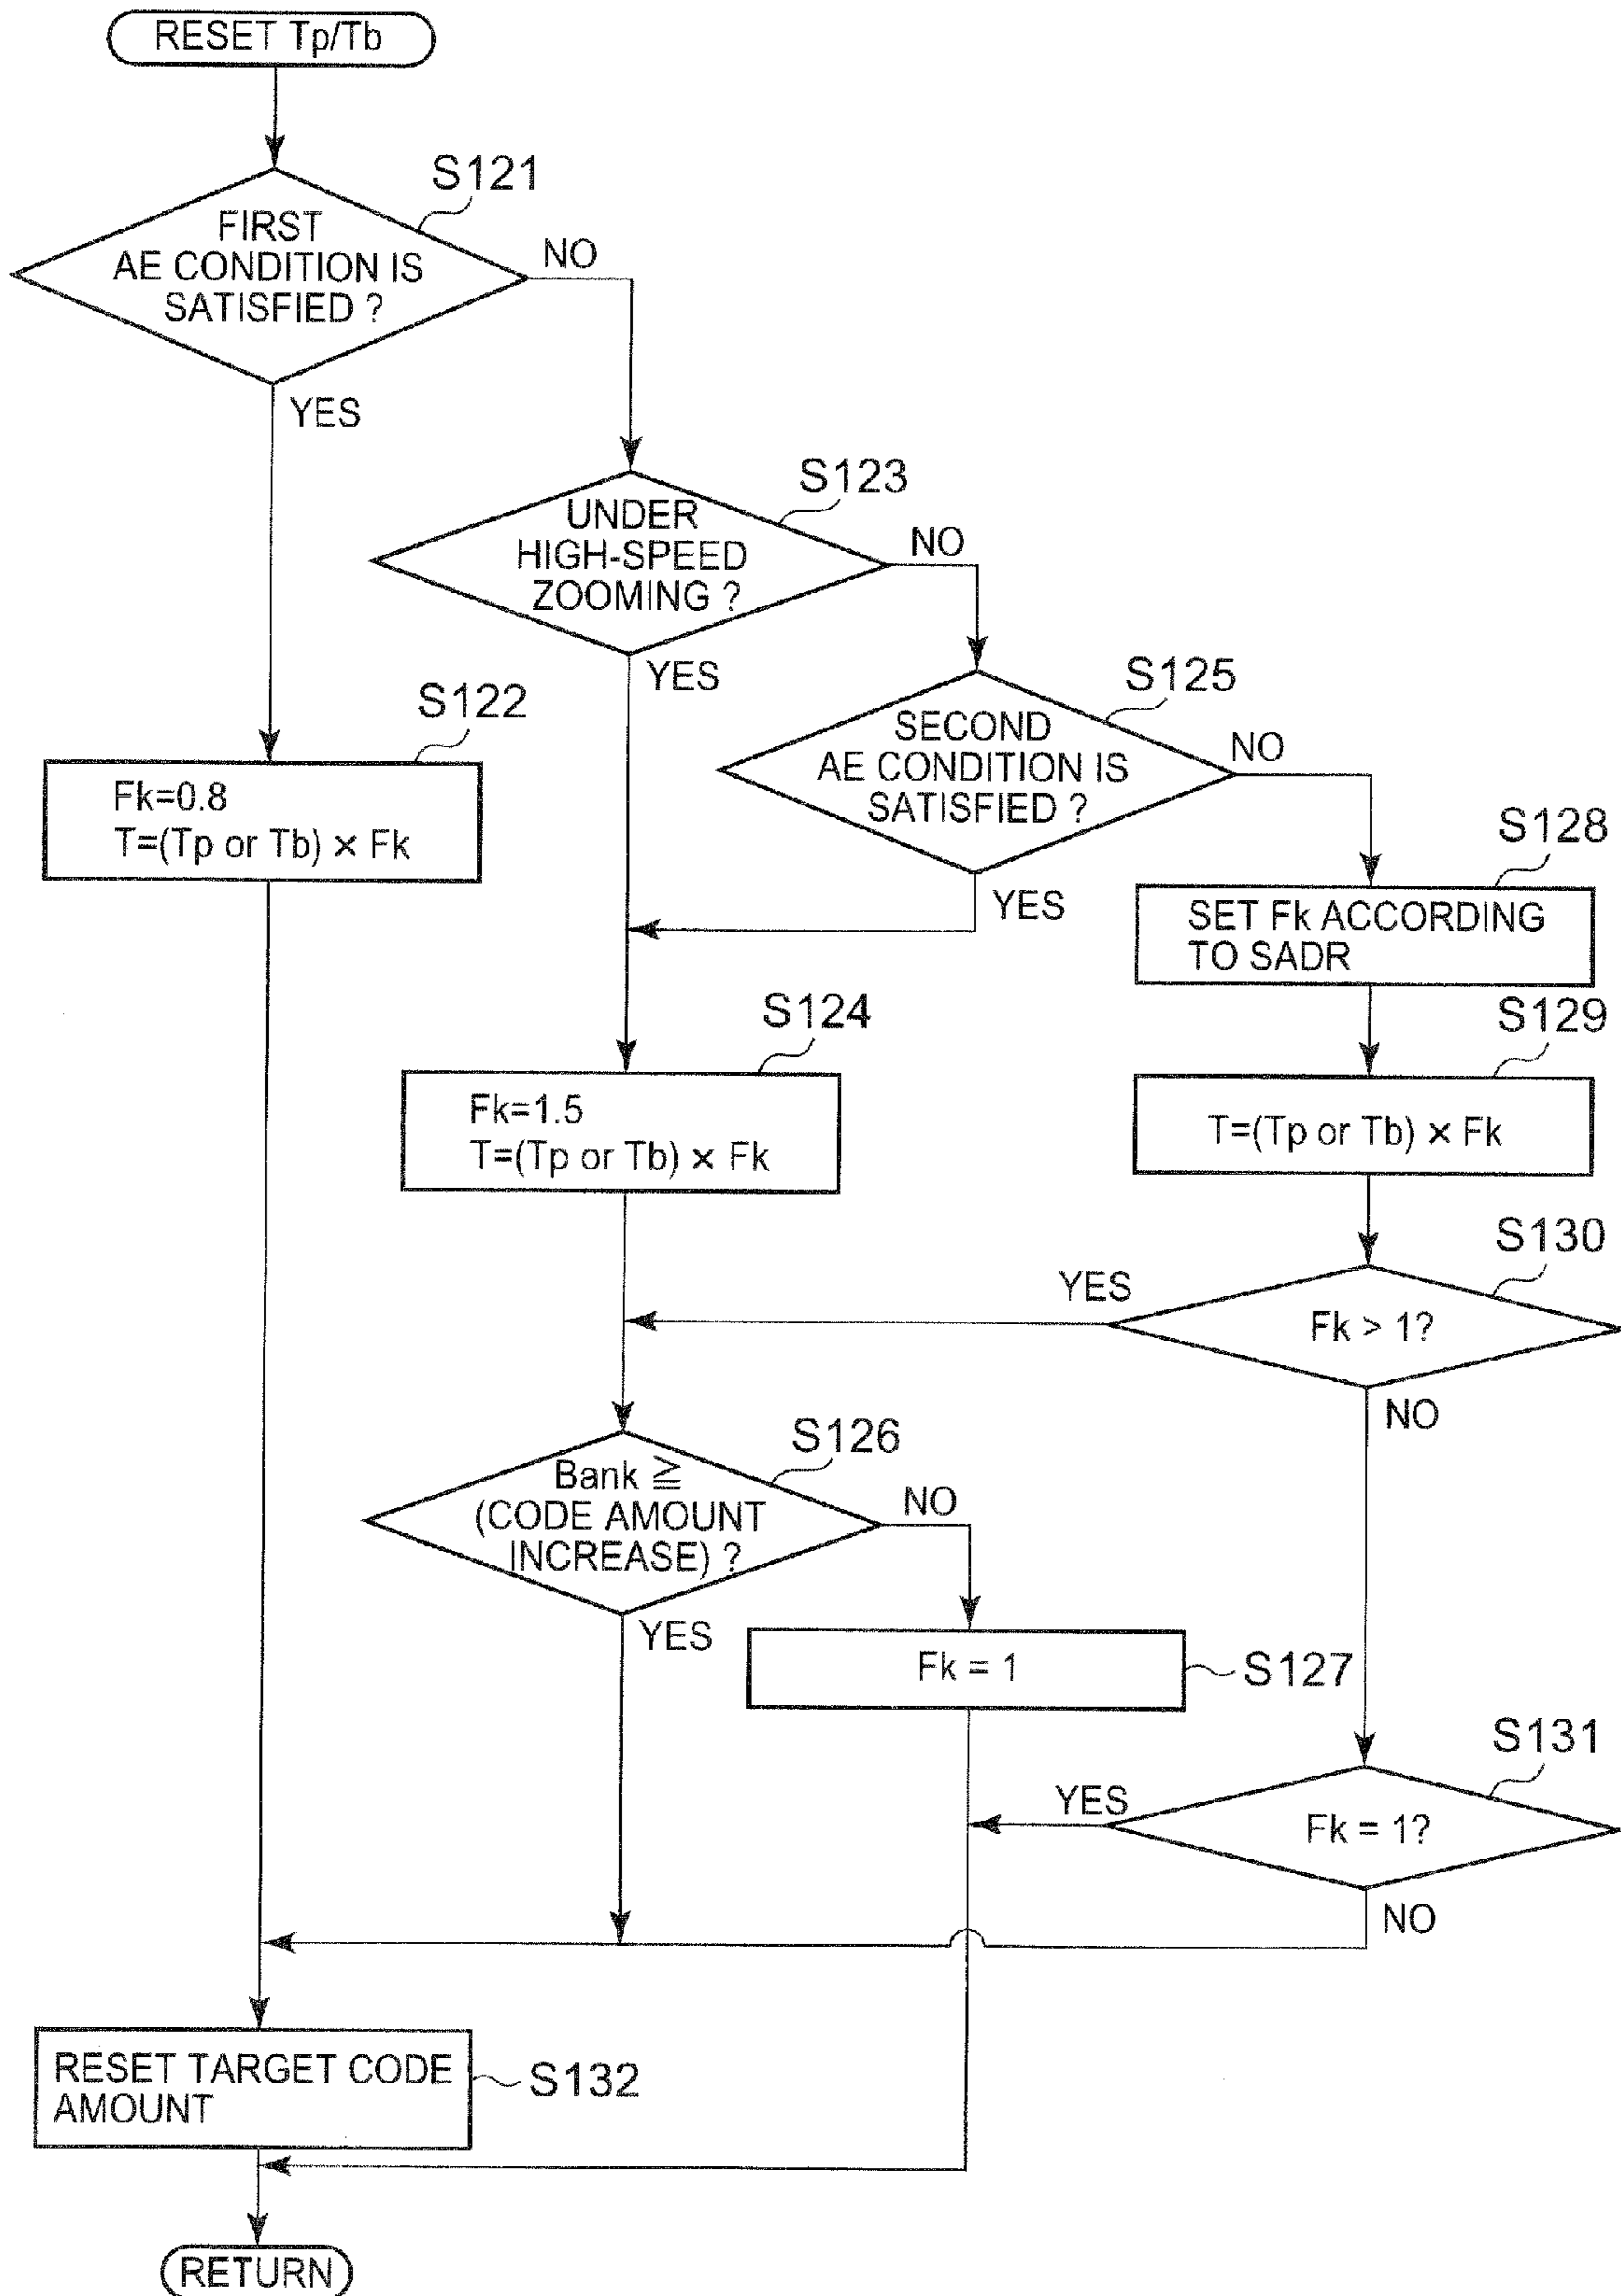 RESET Tp/Tb
S121
FIRST
AE CONDITION IS
SATISFIED ?
NO
YES
S123
UNDER
HIGH-SPEED
ZOOMING ?
NO
YES
S125
SECOND
AE CONDITION IS
SATISFIED ?
NO
YES
S122
Fk=0.8
T=(Tp or Tb) × Fk
S128
SET Fk ACCORDING
TO SADR
S124
Fk=1.5
T=(Tp or Tb) × Fk
S129
T=(Tp or Tb) × Fk
S130
YES
Fk > 1?
NO
S126
Bank ≧
(CODE AMOUNT
INCREASE) ?
NO
YES
Fk = 1
S127
S131
YES
Fk = 1?
NO
RESET TARGET CODE
AMOUNT
S132
RETURN